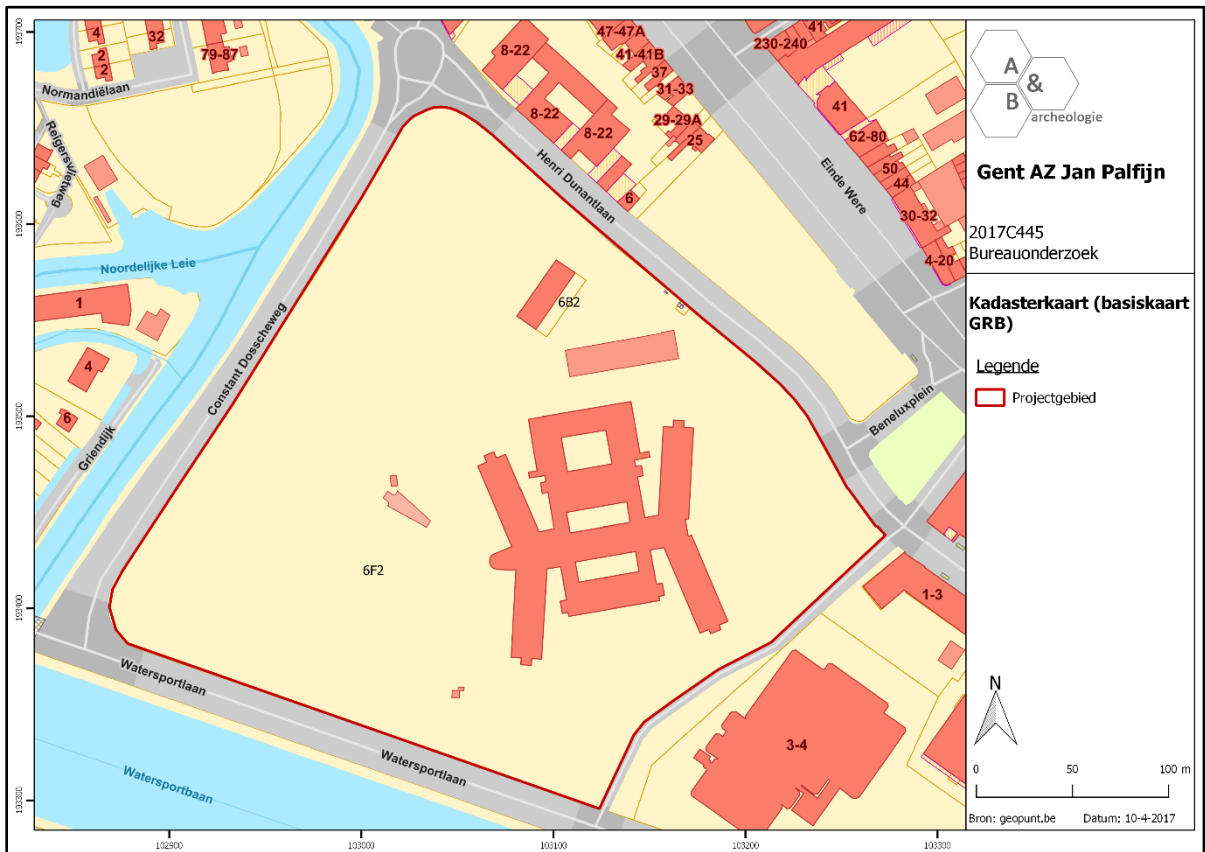 193700
193600
193500
193400
193300
102900
103000
103100
103200
103300
4
32
2
2
79-87
Normandiëlaan
Reigersvlietweg
Noordelijke Leie
1
4
6
Griendijk
Constant Dosscheweg
Watersportlaan
Watersportlaan
Watersportbaan
8-22
8-22
8-22
47-47A
41-41B
37
31-33
29-29A
25
6
Henri Dunantlaan
Einde Were
230-240
41
41
62-80
50
44
30-32
4-20
Beneluxplein
6B2
6F2
1-3
3-4
A
&
B
archeologie
Gent AZ Jan Palfijn
2017C445
Bureauonderzoek
Kadasterkaart (basiskaart
GRB)
Legende
Projectgebied
N
0 50 100 m
Bron: geopunt.be Datum: 10-4-2017